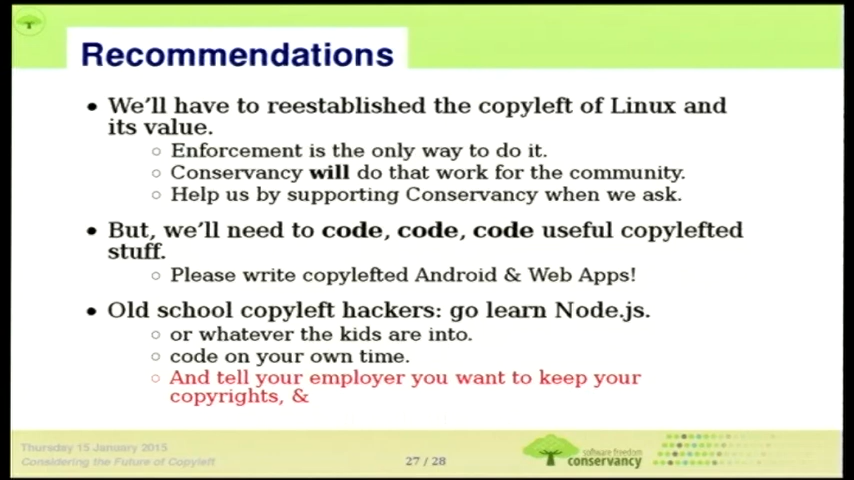 Recommendations
• We'll have to reestablished the copyleft of Linux and
its value.
○ Enforcement is the only way to do it.
○ Conservancy will do that work for the community.
○ Help us by supporting Conservancy when we ask.
• But, we'll need to code, code, code useful copylefted
stuff.
○ Please write copylefted Android & Web Apps!
• Old school copyleft hackers: go learn Node.js.
○ or whatever the kids are into.
○ code on your own time.
○ And tell your employer you want to keep your
copyrights, &
Thursday 15 January 2015
Considering the Future of Copyleft
27 / 28
software freedom
conservancy